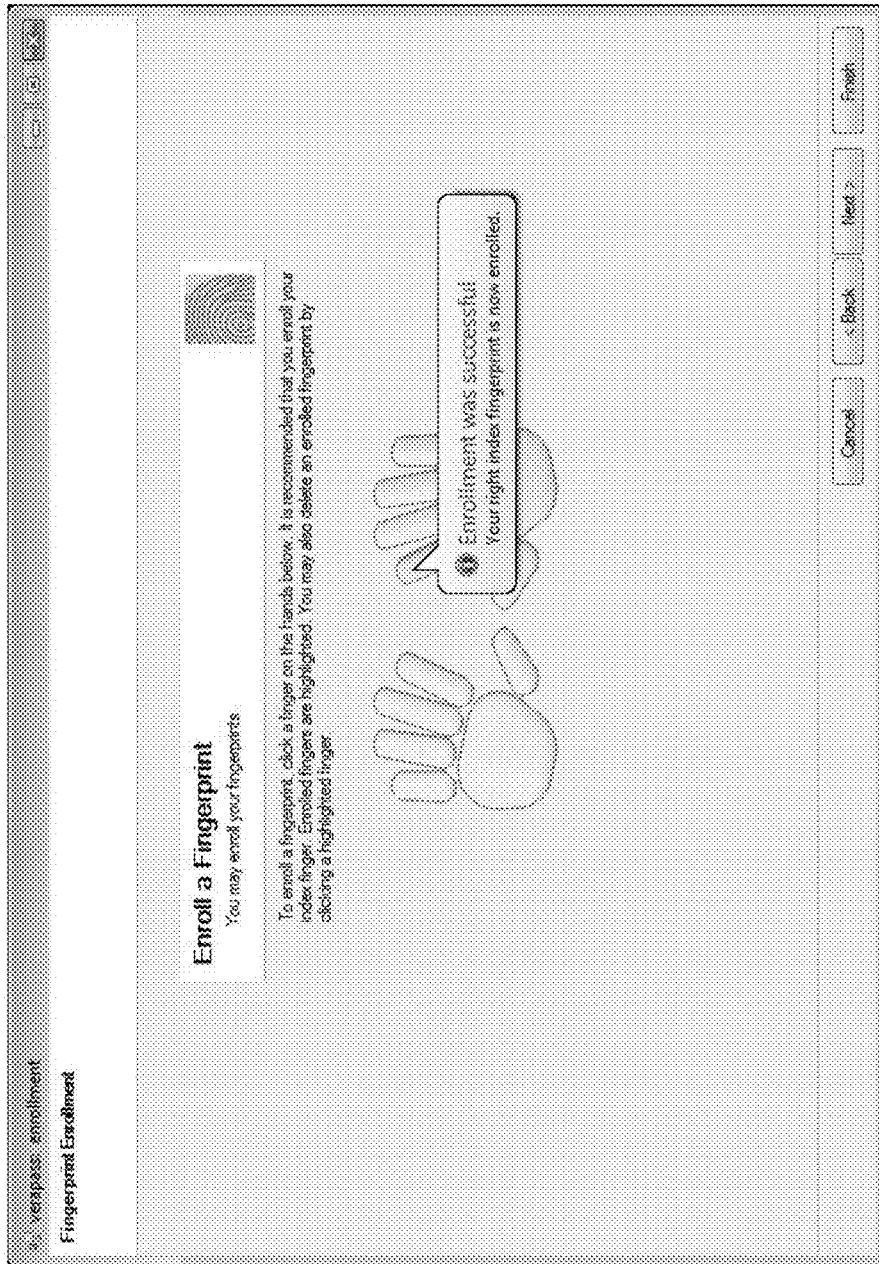 verapass: enrollment
Fingerprint Enrollment
Enroll a Fingerprint
You may enroll your fingerprints
To enroll a fingerprint, click a finger on the hands below. It is recommended that you enroll your
index finger. Enrolled fingers are highlighted. You may also delete an enrolled fingerprint by
clicking a highlighted finger
Enrollment was successful
Your right index fingerprint is now enrolled.
Cancel
< Back
Next >
Finish